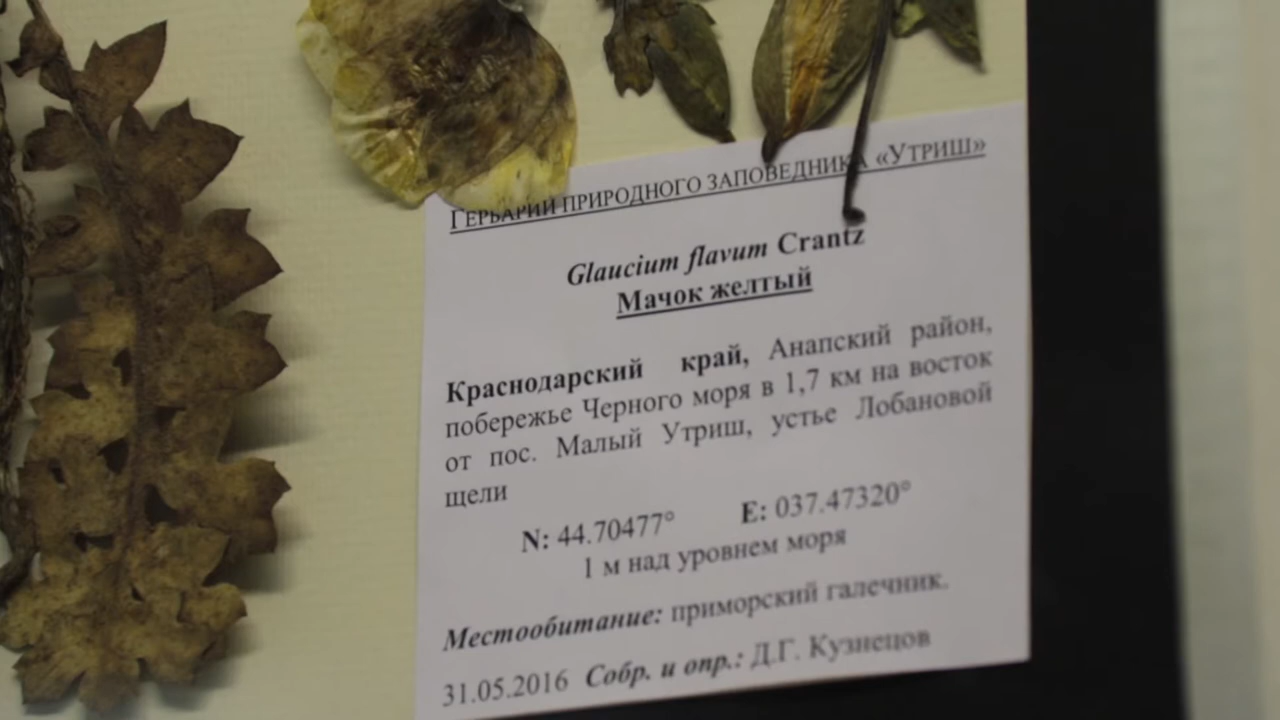 ГЕРБАРИЙ ПРИРОДНОГО ЗАПОВЕДНИКА «УТРИШ»
Glaucium flavum Crantz
Мачок желтый
Краснодарский край, Анапский район,
побережье Черного моря в 1,7 км на восток
от пос. Малый Утриш, устье Лобановой
щели
N: 44.70477° E: 037.47320°
1 м над уровнем моря
Местообитание: приморский галечник.
31.05.2016 Собр. и опр.: Д.Г. Кузнецов